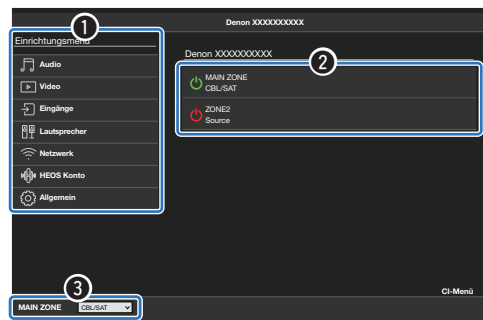 Denon XXXXXXXXXX
1
Einrichtungsmenü
Audio
Video
Eingänge
Lautsprecher
Netzwerk
HEOS Konto
Allgemein
Denon XXXXXXXXXX
2
MAIN ZONE
CBL/SAT
ZONE2
Source
CI-Menü
3
MAIN ZONE CBL/SAT